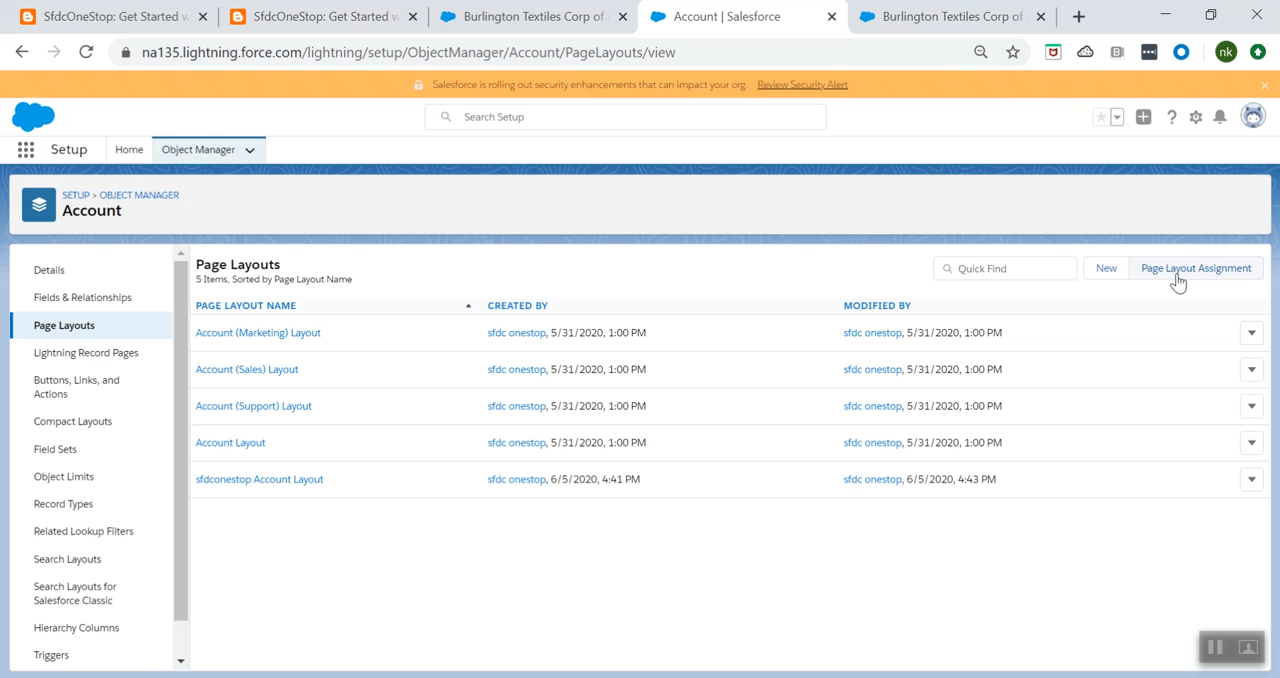 SfdcOneStop: Get Started w
SfdcOneStop: Get Started w
Burlington Textiles Corp of A
Account | Salesforce
Burlington Textiles Corp of A
na135.lightning.force.com/lightning/setup/ObjectManager/Account/PageLayouts/view
nk
Salesforce is rolling out security enhancements that can impact your org. Review Security Alert
Search Setup
Setup
Home
Object Manager
SETUP > OBJECT MANAGER
Account
Details
Fields & Relationships
Page Layouts
Lightning Record Pages
Buttons, Links, and
Actions
Compact Layouts
Field Sets
Object Limits
Record Types
Related Lookup Filters
Search Layouts
Search Layouts for
Salesforce Classic
Hierarchy Columns
Triggers
Page Layouts
5 Items, Sorted by Page Layout Name
Quick Find
New
Page Layout Assignment
PAGE LAYOUT NAME CREATED BY MODIFIED BY
Account (Marketing) Layout sfdc onestop, 5/31/2020, 1:00 PM sfdc onestop, 5/31/2020, 1:00 PM
Account (Sales) Layout sfdc onestop, 5/31/2020, 1:00 PM sfdc onestop, 5/31/2020, 1:00 PM
Account (Support) Layout sfdc onestop, 5/31/2020, 1:00 PM sfdc onestop, 5/31/2020, 1:00 PM
Account Layout sfdc onestop, 5/31/2020, 1:00 PM sfdc onestop, 5/31/2020, 1:00 PM
sfdconestop Account Layout sfdc onestop, 6/5/2020, 4:41 PM sfdc onestop, 6/5/2020, 4:43 PM